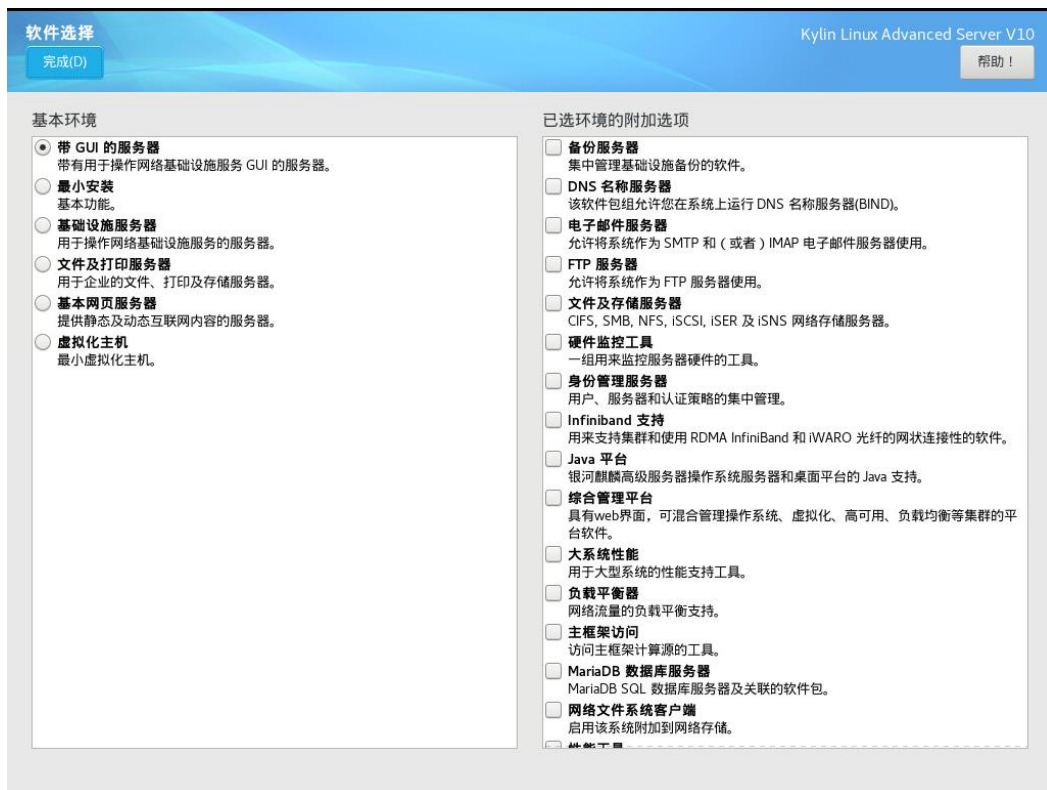 软件选择
Kylin Linux Advanced Server V10
完成(D)
帮助！
基本环境
带 GUI 的服务器
带有用于操作网络基础设施服务 GUI 的服务器。
最小安装
基本功能。
基础设施服务器
用于操作网络基础设施服务的服务器。
文件及打印服务器
用于企业的文件、打印及存储服务器。
基本网页服务器
提供静态及动态互联网内容的服务器。
虚拟化主机
最小虚拟化主机。
已选环境的附加选项
备份服务器
集中管理基础设施备份的软件。
DNS 名称服务器
该软件包组允许您在系统上运行 DNS 名称服务器(BIND)。
电子邮件服务器
允许将系统作为 SMTP 和（或者）IMAP 电子邮件服务器使用。
FTP 服务器
允许将系统作为 FTP 服务器使用。
文件及存储服务器
CIFS, SMB, NFS, iSCSI, iSER 及 iSNS 网络存储服务器。
硬件监控工具
一组用来监控服务器硬件的工具。
身份管理服务器
用户、服务器和认证策略的集中管理。
Infiniband 支持
用来支持集群和使用 RDMA InfiniBand 和 iWARO 光纤的网状连接性的软件。
Java 平台
银河麒麟高级服务器操作系统服务器和桌面平台的 Java 支持。
综合管理平台
具有web界面，可混合管理操作系统、虚拟化、高可用、负载均衡等集群的平
台软件。
大系统性能
用于大型系统的性能支持工具。
负载平衡器
网络流量的负载平衡支持。
主框架访问
访问主框架计算源的工具。
MariaDB 数据库服务器
MariaDB SQL 数据库服务器及关联的软件包。
网络文件系统客户端
启用该系统附加到网络存储。
性能工具